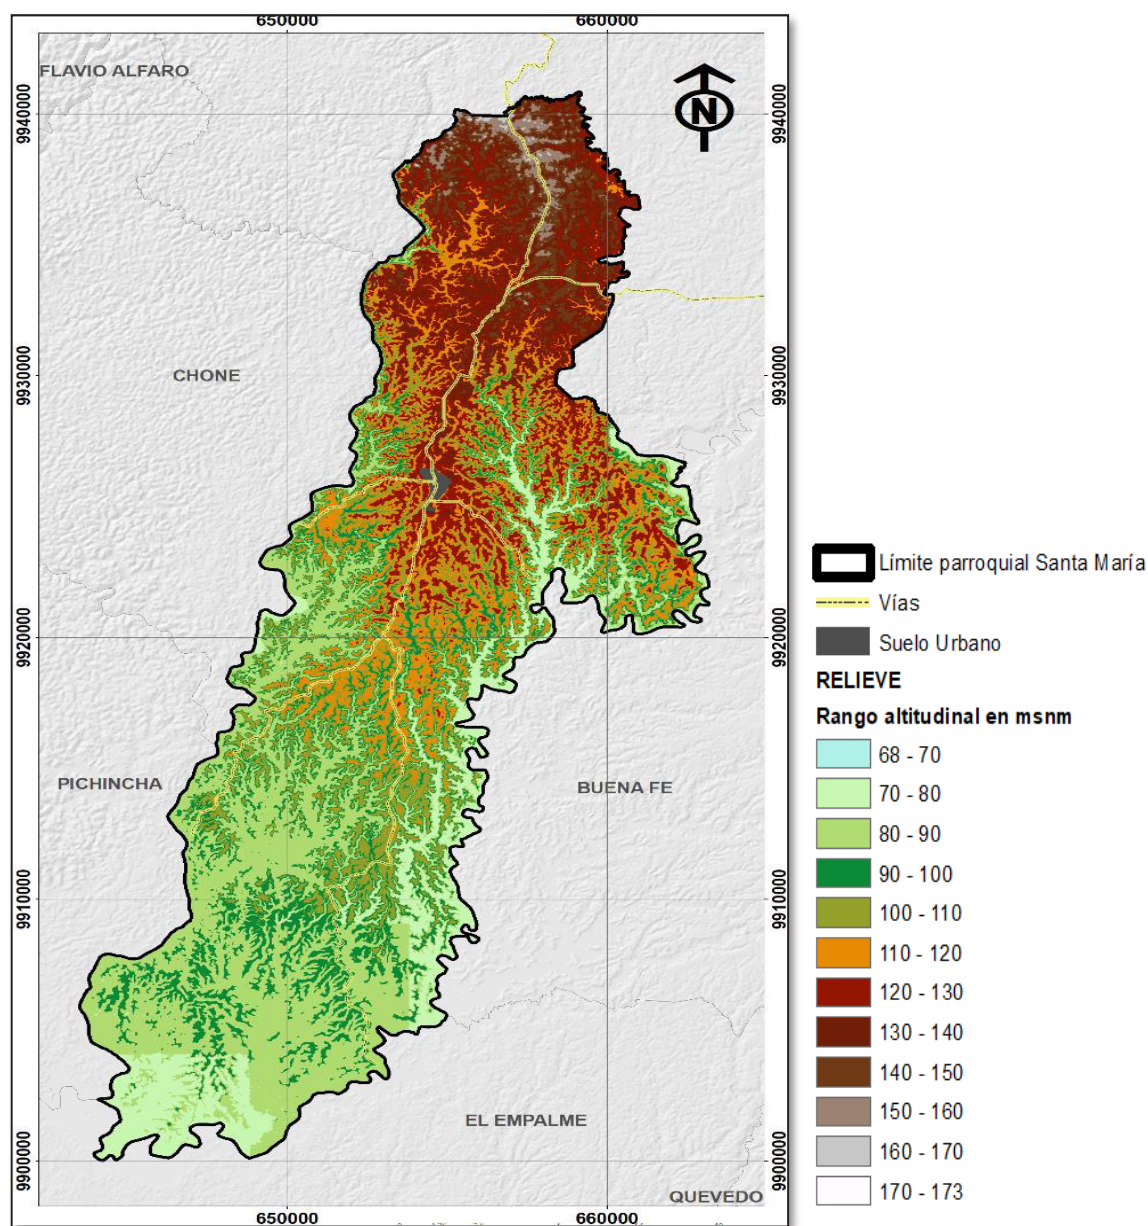 650000
660000
FLAVIO ALFARO
N
9940000
9940000
9930000
9930000
CHONE
9920000
9920000
PICHINCHA
BUENA FE
9910000
9910000
EL EMPALME
9900000
9900000
QUEVEDO
650000
660000
Límite parroquial Santa María
Vías
Suelo Urbano
RELIEVE
Rango altitudinal en msnm
68 - 70
70 - 80
80 - 90
90 - 100
100 - 110
110 - 120
120 - 130
130 - 140
140 - 150
150 - 160
160 - 170
170 - 173